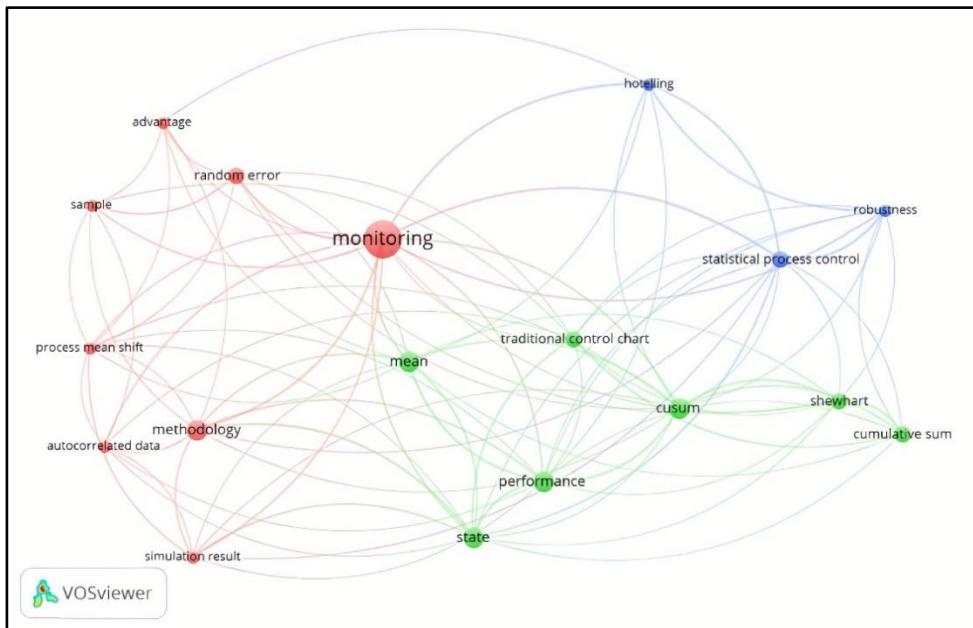 hotelling
advantage
random error
sample
robustness
monitoring
statistical process control
traditional control chart
process mean shift
mean
shewhart
cusum
methodology
cumulative sum
autocorrelated data
performance
state
simulation result
VOSviewer